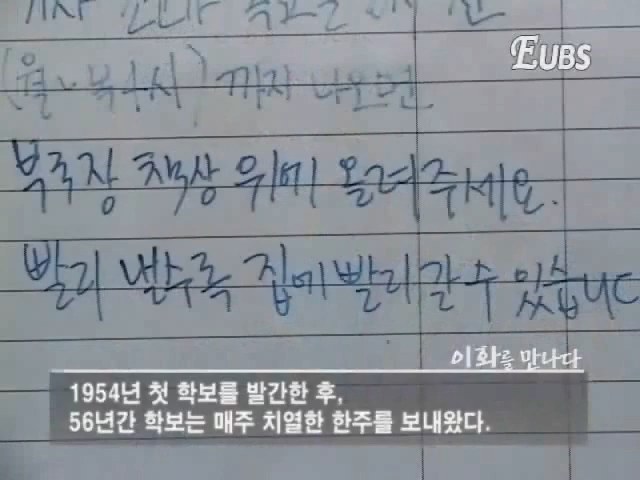 EUBS
까지 나오면
부국장 책상 위에 올려주세요.
빨리 낼수록 집에 빨리 갈 수 있습니다
이화를 만나다
1954년 첫 학보를 발간한 후,
56년간 학보는 매주 치열한 한주를 보내왔다.